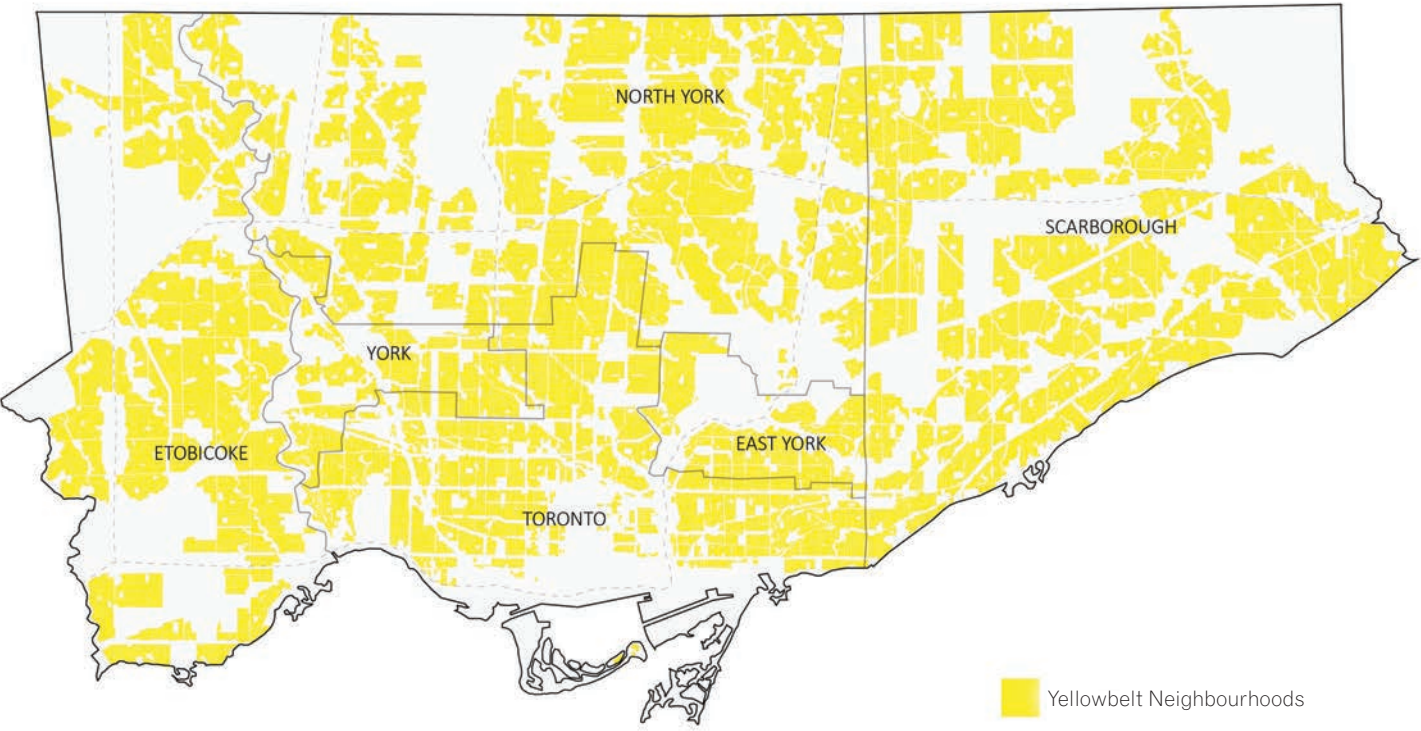 NORTH YORK
SCARBOROUGH
YORK
EAST YORK
ETOBICOKE
TORONTO
Yellowbelt Neighbourhoods